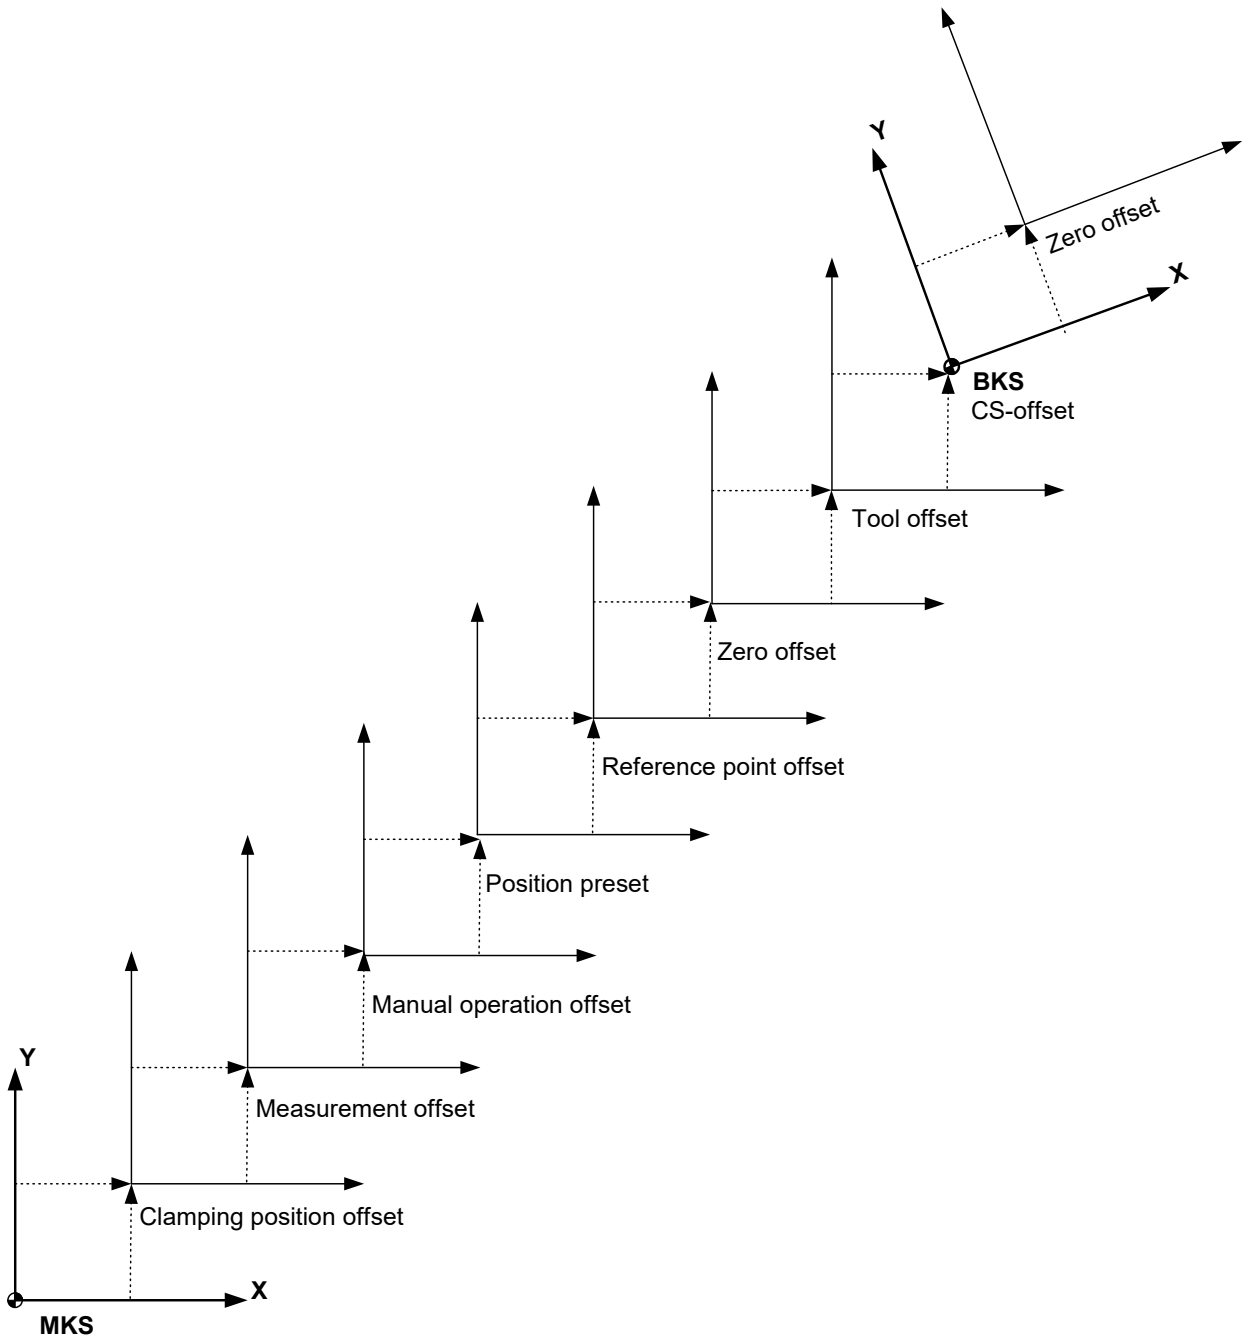 Y
Zero offset
X
BKS
CS-offset
Tool offset
Zero offset
Reference point offset
Position preset
Manual operation offset
Y
Measurement offset
Clamping position offset
X
MKS